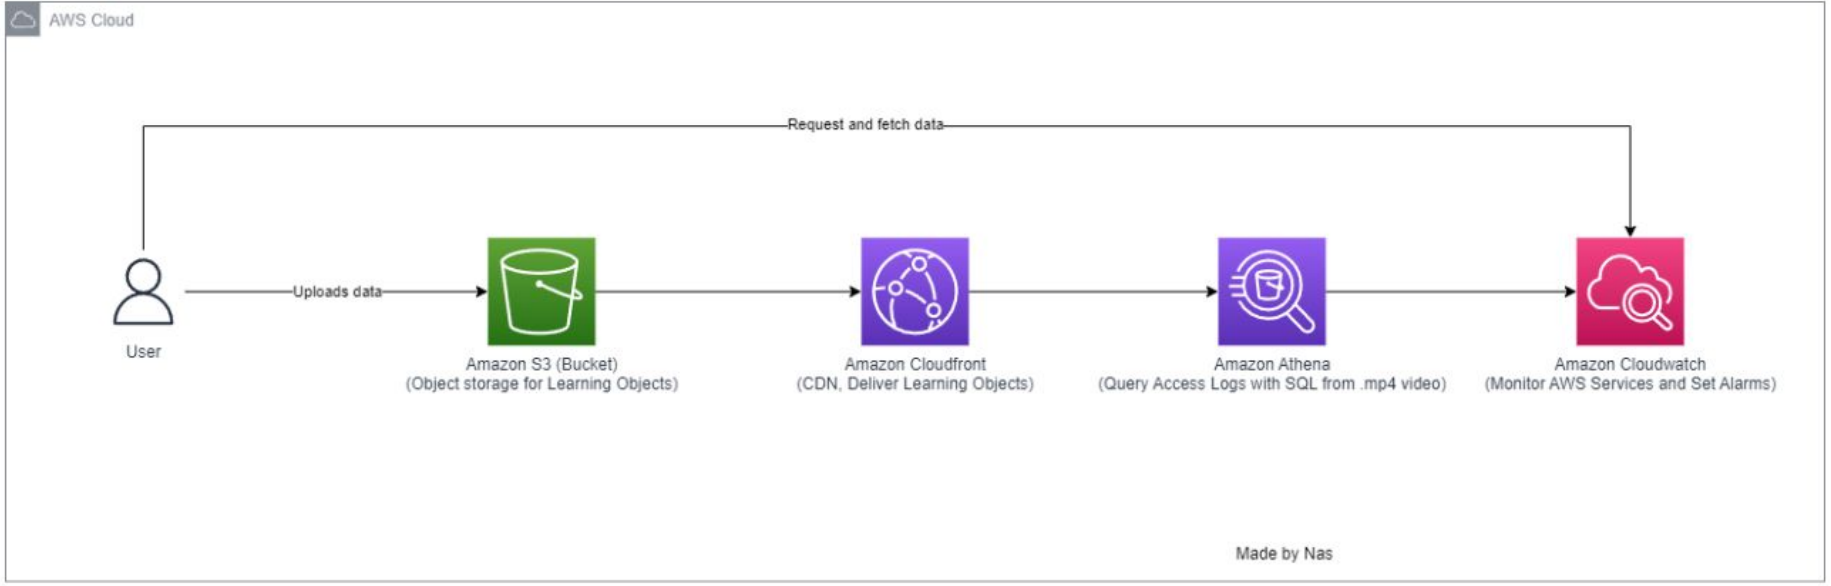 AWS Cloud
Request and fetch data
Uploads data
User
Amazon S3 (Bucket)
(Object storage for Learning Objects)
Amazon Cloudfront
(CDN, Deliver Learning Objects)
Amazon Athena
(Query Access Logs with SQL from .mp4 video)
Amazon Cloudwatch
(Monitor AWS Services and Set Alarms)
Made by Nas